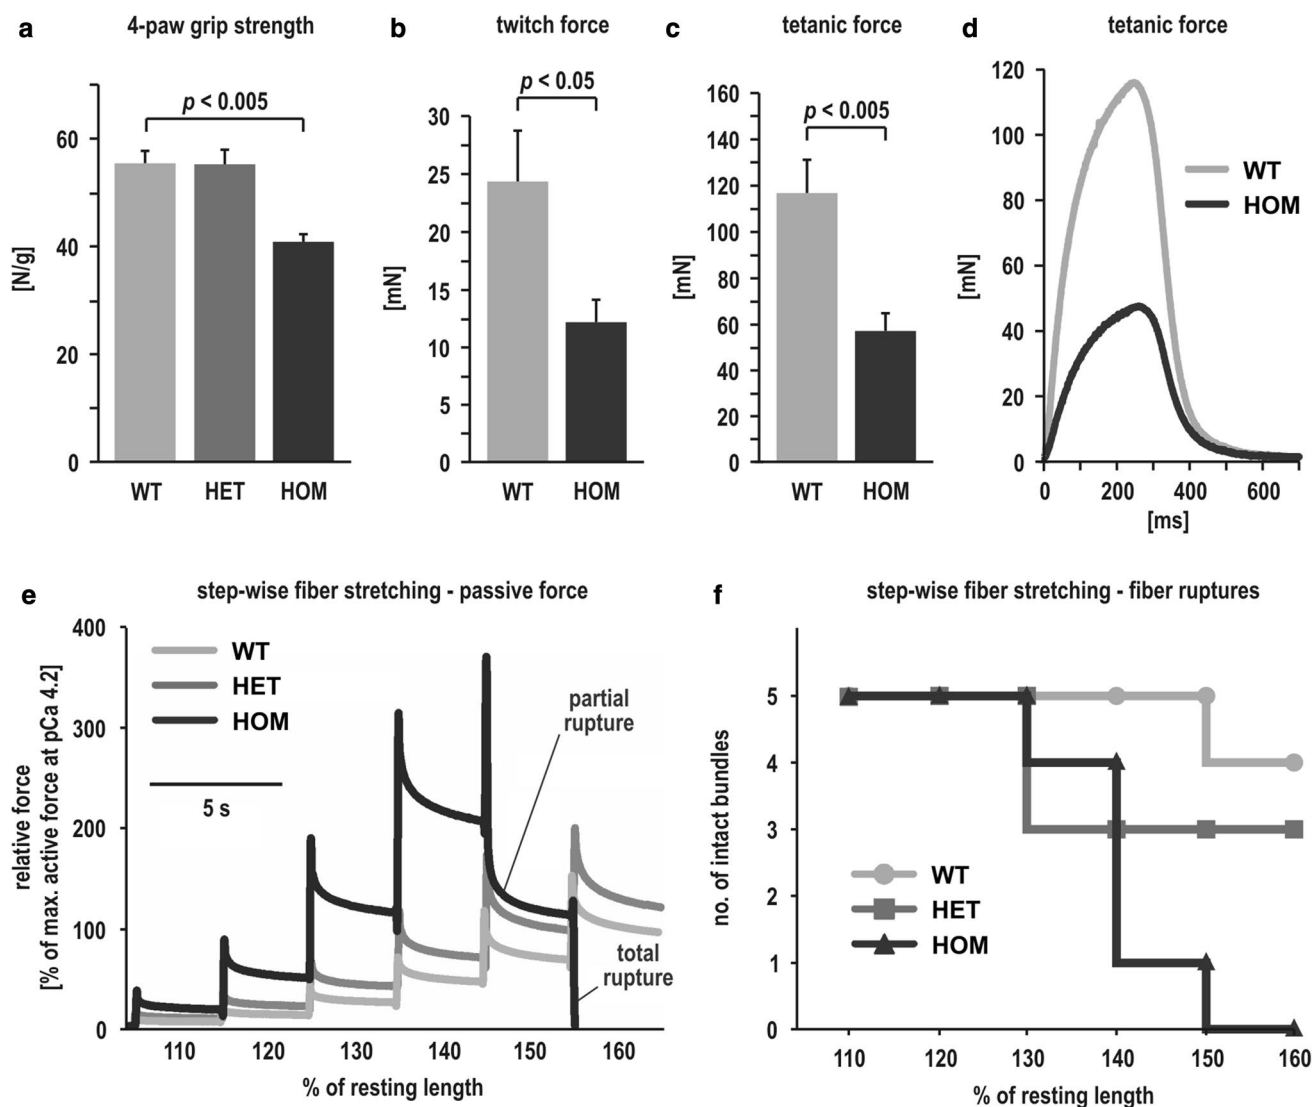 a 4-paw grip strength
p < 0.005
[N/g]
60
40
20
0
WT HET HOM
b twitch force
p < 0.05
[mN]
30
25
20
15
10
5
0
WT HOM
c tetanic force
p < 0.005
[mN]
160
140
120
100
80
60
40
20
0
WT HOM
d tetanic force
[mN]
120
100
80
60
40
20
0
WT
HOM
0 200 400 600
[ms]
e step-wise fiber stretching - passive force
relative force
[% of max. active force at pCa 4.2]
400
300
200
100
0
WT
HET
HOM
5 s
partial
rupture
total
rupture
110 120 130 140 150 160
% of resting length
f step-wise fiber stretching - fiber ruptures
no. of intact bundles
5
4
3
2
1
0
WT
HET
HOM
110 120 130 140 150 160
% of resting length